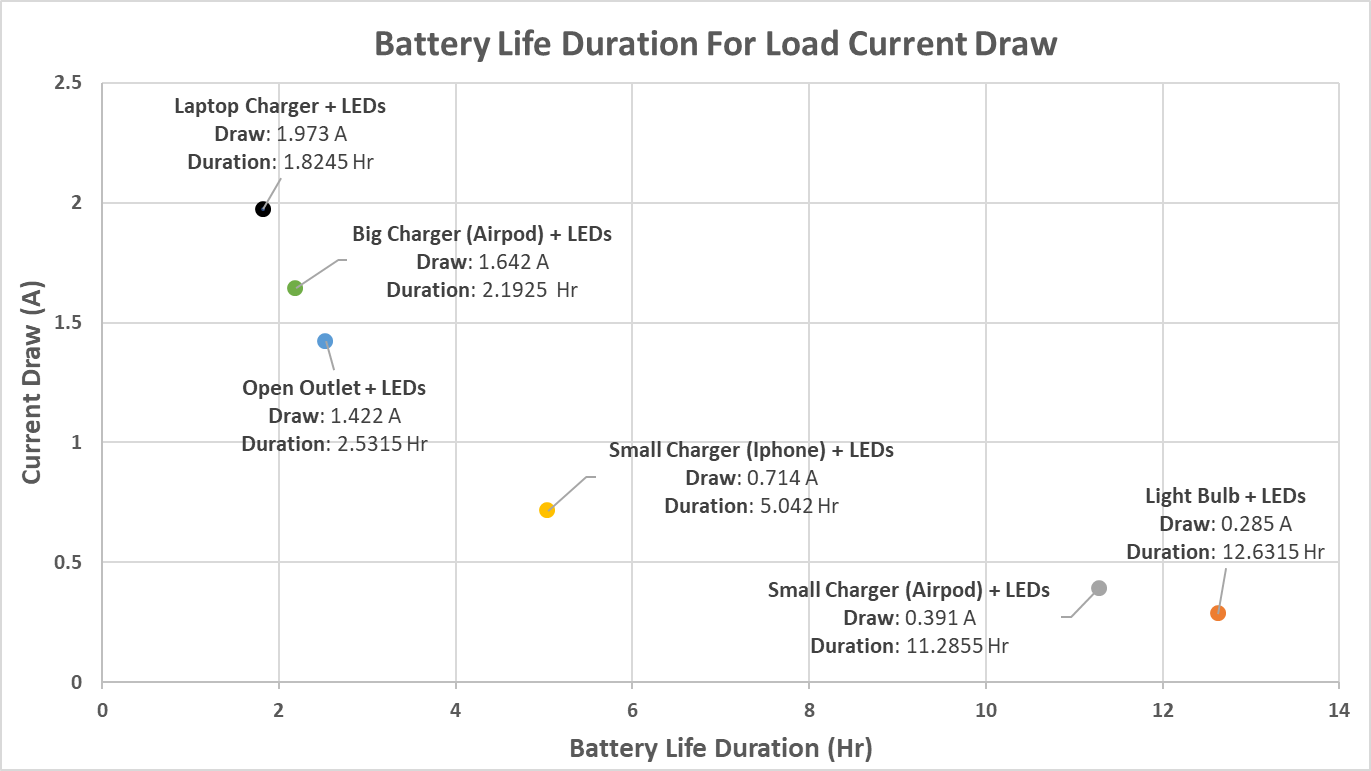 Battery Life Duration For Load Current Draw
2.5
2
1.5
1
0.5
0
Current Draw (A)
Laptop Charger + LEDs
Draw: 1.973 A
Duration: 1.8245 Hr
Big Charger (Airpod) + LEDs
Draw: 1.642 A
Duration: 2.1925 Hr
Open Outlet + LEDs
Draw: 1.422 A
Duration: 2.5315 Hr
Small Charger (Iphone) + LEDs
Draw: 0.714 A
Duration: 5.042 Hr
Light Bulb + LEDs
Draw: 0.285 A
Duration: 12.6315 Hr
Small Charger (Airpod) + LEDs
Draw: 0.391 A
Duration: 11.2855 Hr
0 2 4 6 8 10 12 14
Battery Life Duration (Hr)